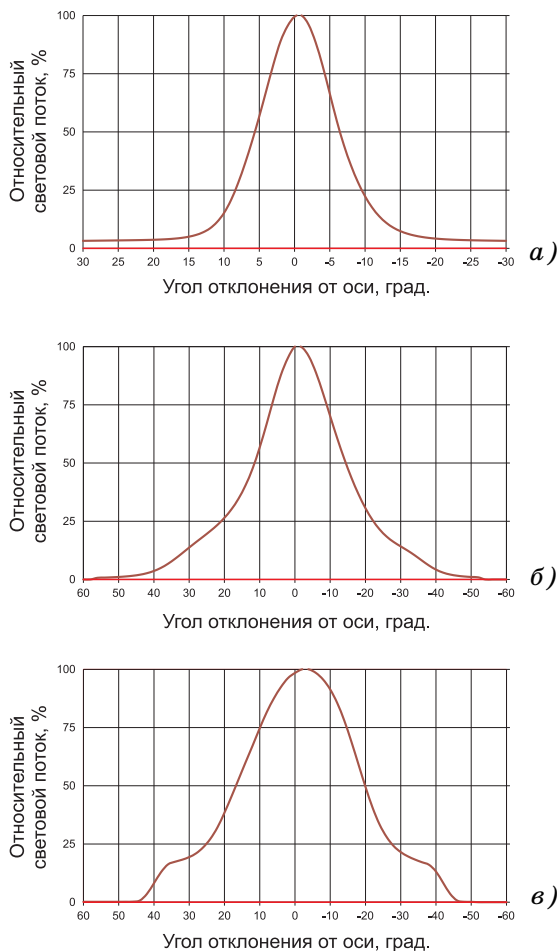 Относительный
световой поток, %
100
75
50
25
0
30 25 20 15 10 5 0 -5 -10 -15 -20 -25 -30
Угол отклонения от оси, град.
а)
Относительный
световой поток, %
100
75
50
25
0
60 50 40 30 20 10 0 -10 -20 -30 -40 -50 -60
Угол отклонения от оси, град.
б)
Относительный
световой поток, %
100
75
50
25
0
60 50 40 30 20 10 0 -10 -20 -30 -40 -50 -60
Угол отклонения от оси, град.
в)